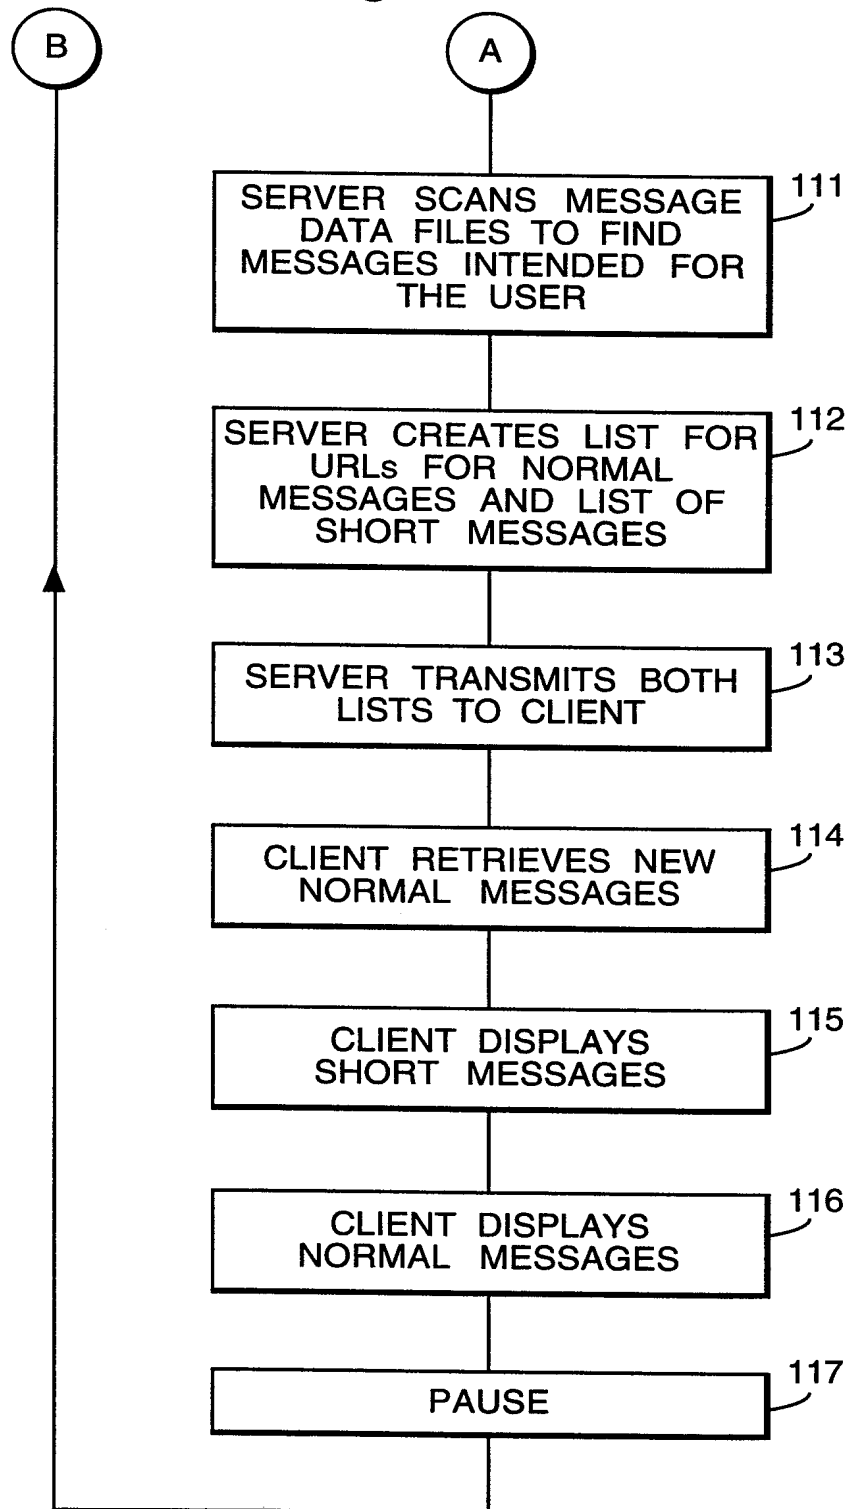 B
A
111
SERVER SCANS MESSAGE
DATA FILES TO FIND
MESSAGES INTENDED FOR
THE USER
112
SERVER CREATES LIST FOR
URLs FOR NORMAL
MESSAGES AND LIST OF
SHORT MESSAGES
113
SERVER TRANSMITS BOTH
LISTS TO CLIENT
114
CLIENT RETRIEVES NEW
NORMAL MESSAGES
115
CLIENT DISPLAYS
SHORT MESSAGES
116
CLIENT DISPLAYS
NORMAL MESSAGES
117
PAUSE